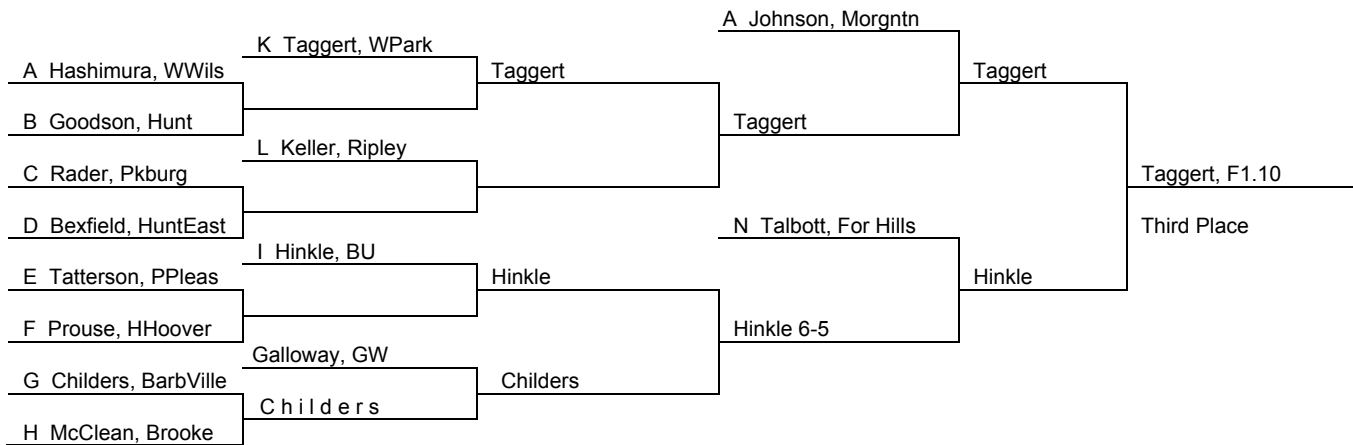 A Johnson, Morgntn
K Taggert, WPark
A Hashimura, WWils
Taggert
Taggert
B Goodson, Hunt
Taggert
L Keller, Ripley
C Rader, Pkburg
Taggert, F1.10
D Bexfield, HuntEast
N Talbott, For Hills
Third Place
I Hinkle, BU
E Tatterson, PPleas
Hinkle
Hinkle
F Prouse, HHoover
Hinkle 6-5
Galloway, GW
G Childers, BarbVille
Childers
C h i l d e r s
H McClean, Brooke